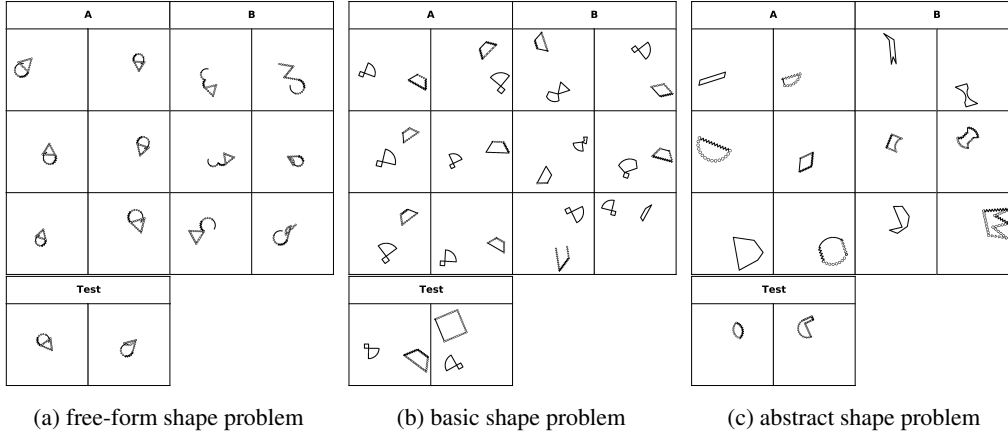 A B A B A B
Test Test Test
(a) free-form shape problem (b) basic shape problem (c) abstract shape problem